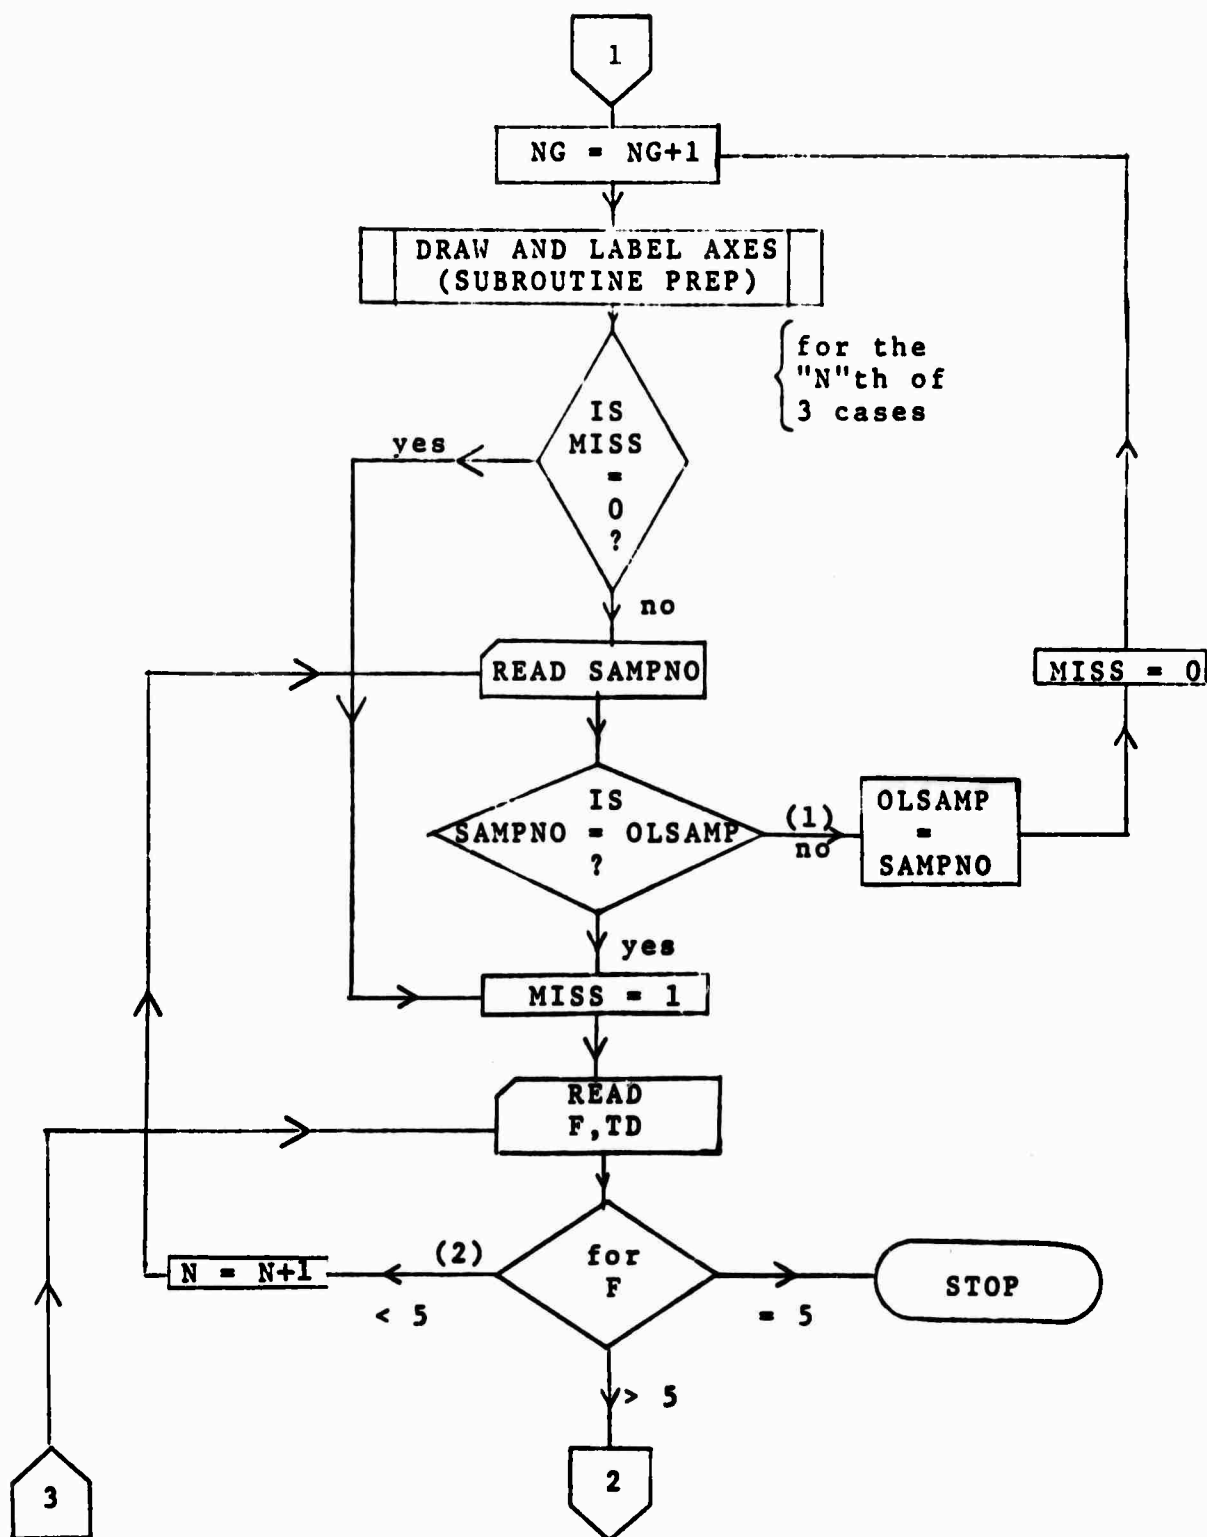 1
NG = NG+1
DRAW AND LABEL AXES
(SUBROUTINE PREP)
for the
"N"th of
3 cases
IS
MISS
=
0
?
yes
no
READ SAMPNO
MISS = 0
IS
SAMPNO = OLSAMP
?
(1)
no
OLSAMP
=
SAMPNO
yes
MISS = 1
READ
F,TD
for
F
(2)
< 5
N = N+1
= 5
STOP
> 5
3
2